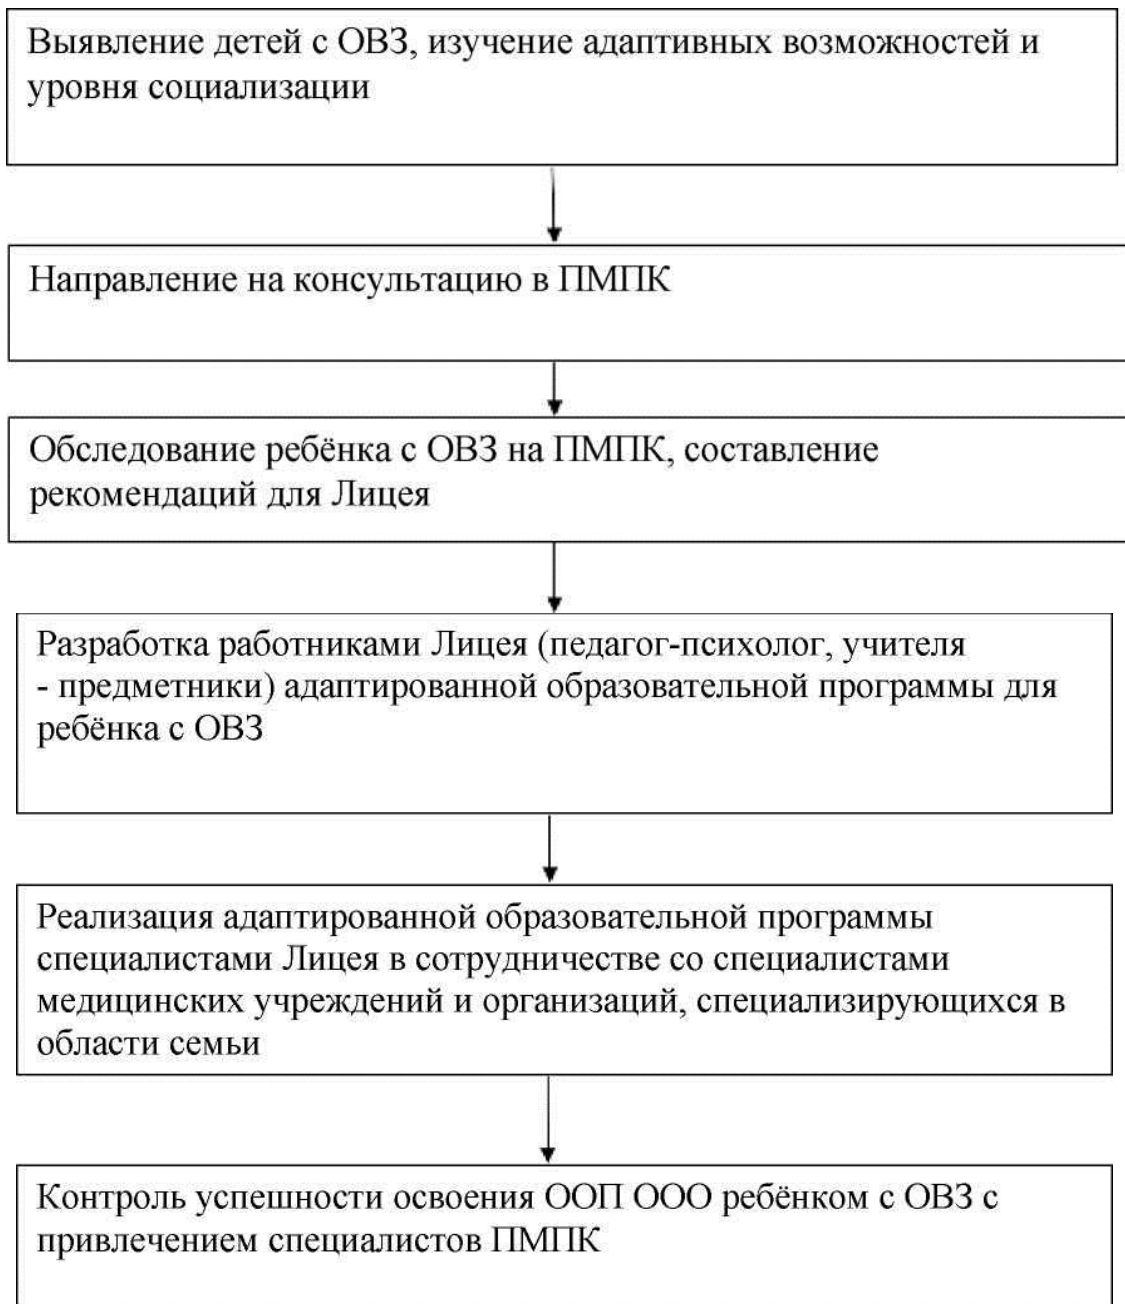 Выявление детей с ОВЗ, изучение адаптивных возможностей и
уровня социализации
Направление на консультацию в ПМПК
Обследование ребёнка с ОВЗ на ПМПК, составление
рекомендаций для Лицея
Разработка работниками Лицея (педагог-психолог, учителя
- предметники) адаптированной образовательной программы для
ребёнка с ОВЗ
Реализация адаптированной образовательной программы
специалистами Лицея в сотрудничестве со специалистами
медицинских учреждений и организаций, специализирующихся в
области семьи
Контроль успешности освоения ООП ООО ребёнком с ОВЗ с
привлечением специалистов ПМПК